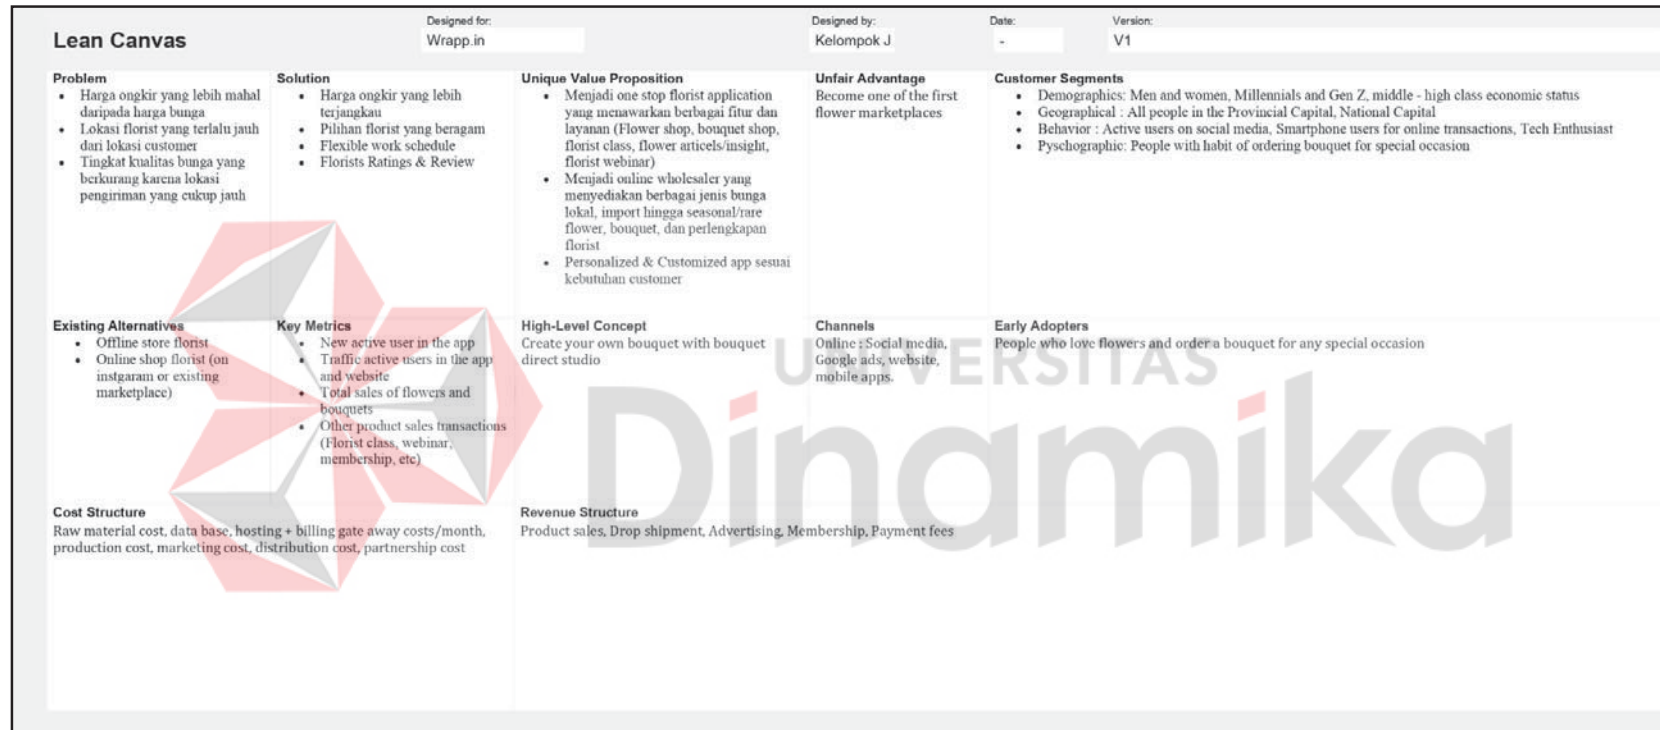 Lean Canvas
Designed for:
Wrapp.in
Designed by:
Kelompok J
Date:
-
Version:
V1
Problem
• Harga ongkir yang lebih mahal
daripada harga bunga
• Lokasi florist yang terlalu jauh
dari lokasi customer
• Tingkat kualitas bunga yang
berkurang karena lokasi
pengiriman yang cukup jauh
Solution
• Harga ongkir yang lebih
terjangkau
• Pilihan florist yang beragam
• Flexible work schedule
• Florists Ratings & Review
Unique Value Proposition
• Menjadi one stop florist application
yang menawarkan berbagai fitur dan
layanan (Flower shop, bouquet shop,
florist class, flower articels/insight,
florist webinar)
• Menjadi online wholesaler yang
menyediakan berbagai jenis bunga
lokal, import hingga seasonal/rare
flower, bouquet, dan perlengkapan
florist
• Personalized & Customized app sesuai
kebutuhan customer
Unfair Advantage
Become one of the first
flower marketplaces
Customer Segments
• Demographics: Men and women, Millennials and Gen Z, middle - high class economic status
• Geographical : All people in the Provincial Capital, National Capital
• Behavior : Active users on social media, Smartphone users for online transactions, Tech Enthusiast
• Pyschographic: People with habit of ordering bouquet for special occasion
Existing Alternatives
• Offline store florist
• Online shop florist (on
instgaram or existing
marketplace)
Key Metrics
• New active user in the app
• Traffic active users in the app
and website
• Total sales of flowers and
bouquets
• Other product sales transactions
(Florist class, webinar,
membership, etc)
High-Level Concept
Create your own bouquet with bouquet
direct studio
Channels
Online : Social media,
Google ads, website,
mobile apps.
Early Adopters
People who love flowers and order a bouquet for any special occasion
Cost Structure
Raw material cost, data base, hosting + billing gate away costs/month,
production cost, marketing cost, distribution cost, partnership cost
Revenue Structure
Product sales, Drop shipment, Advertising, Membership, Payment fees
UNIVERSITAS
Dinamika